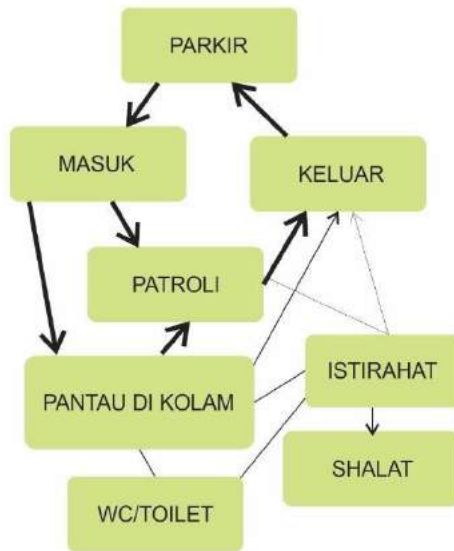 PARKIR
MASUK
KELUAR
PATROLI
PANTAU DI KOLAM
ISTIRAHAT
SHALAT
WC/TOILET